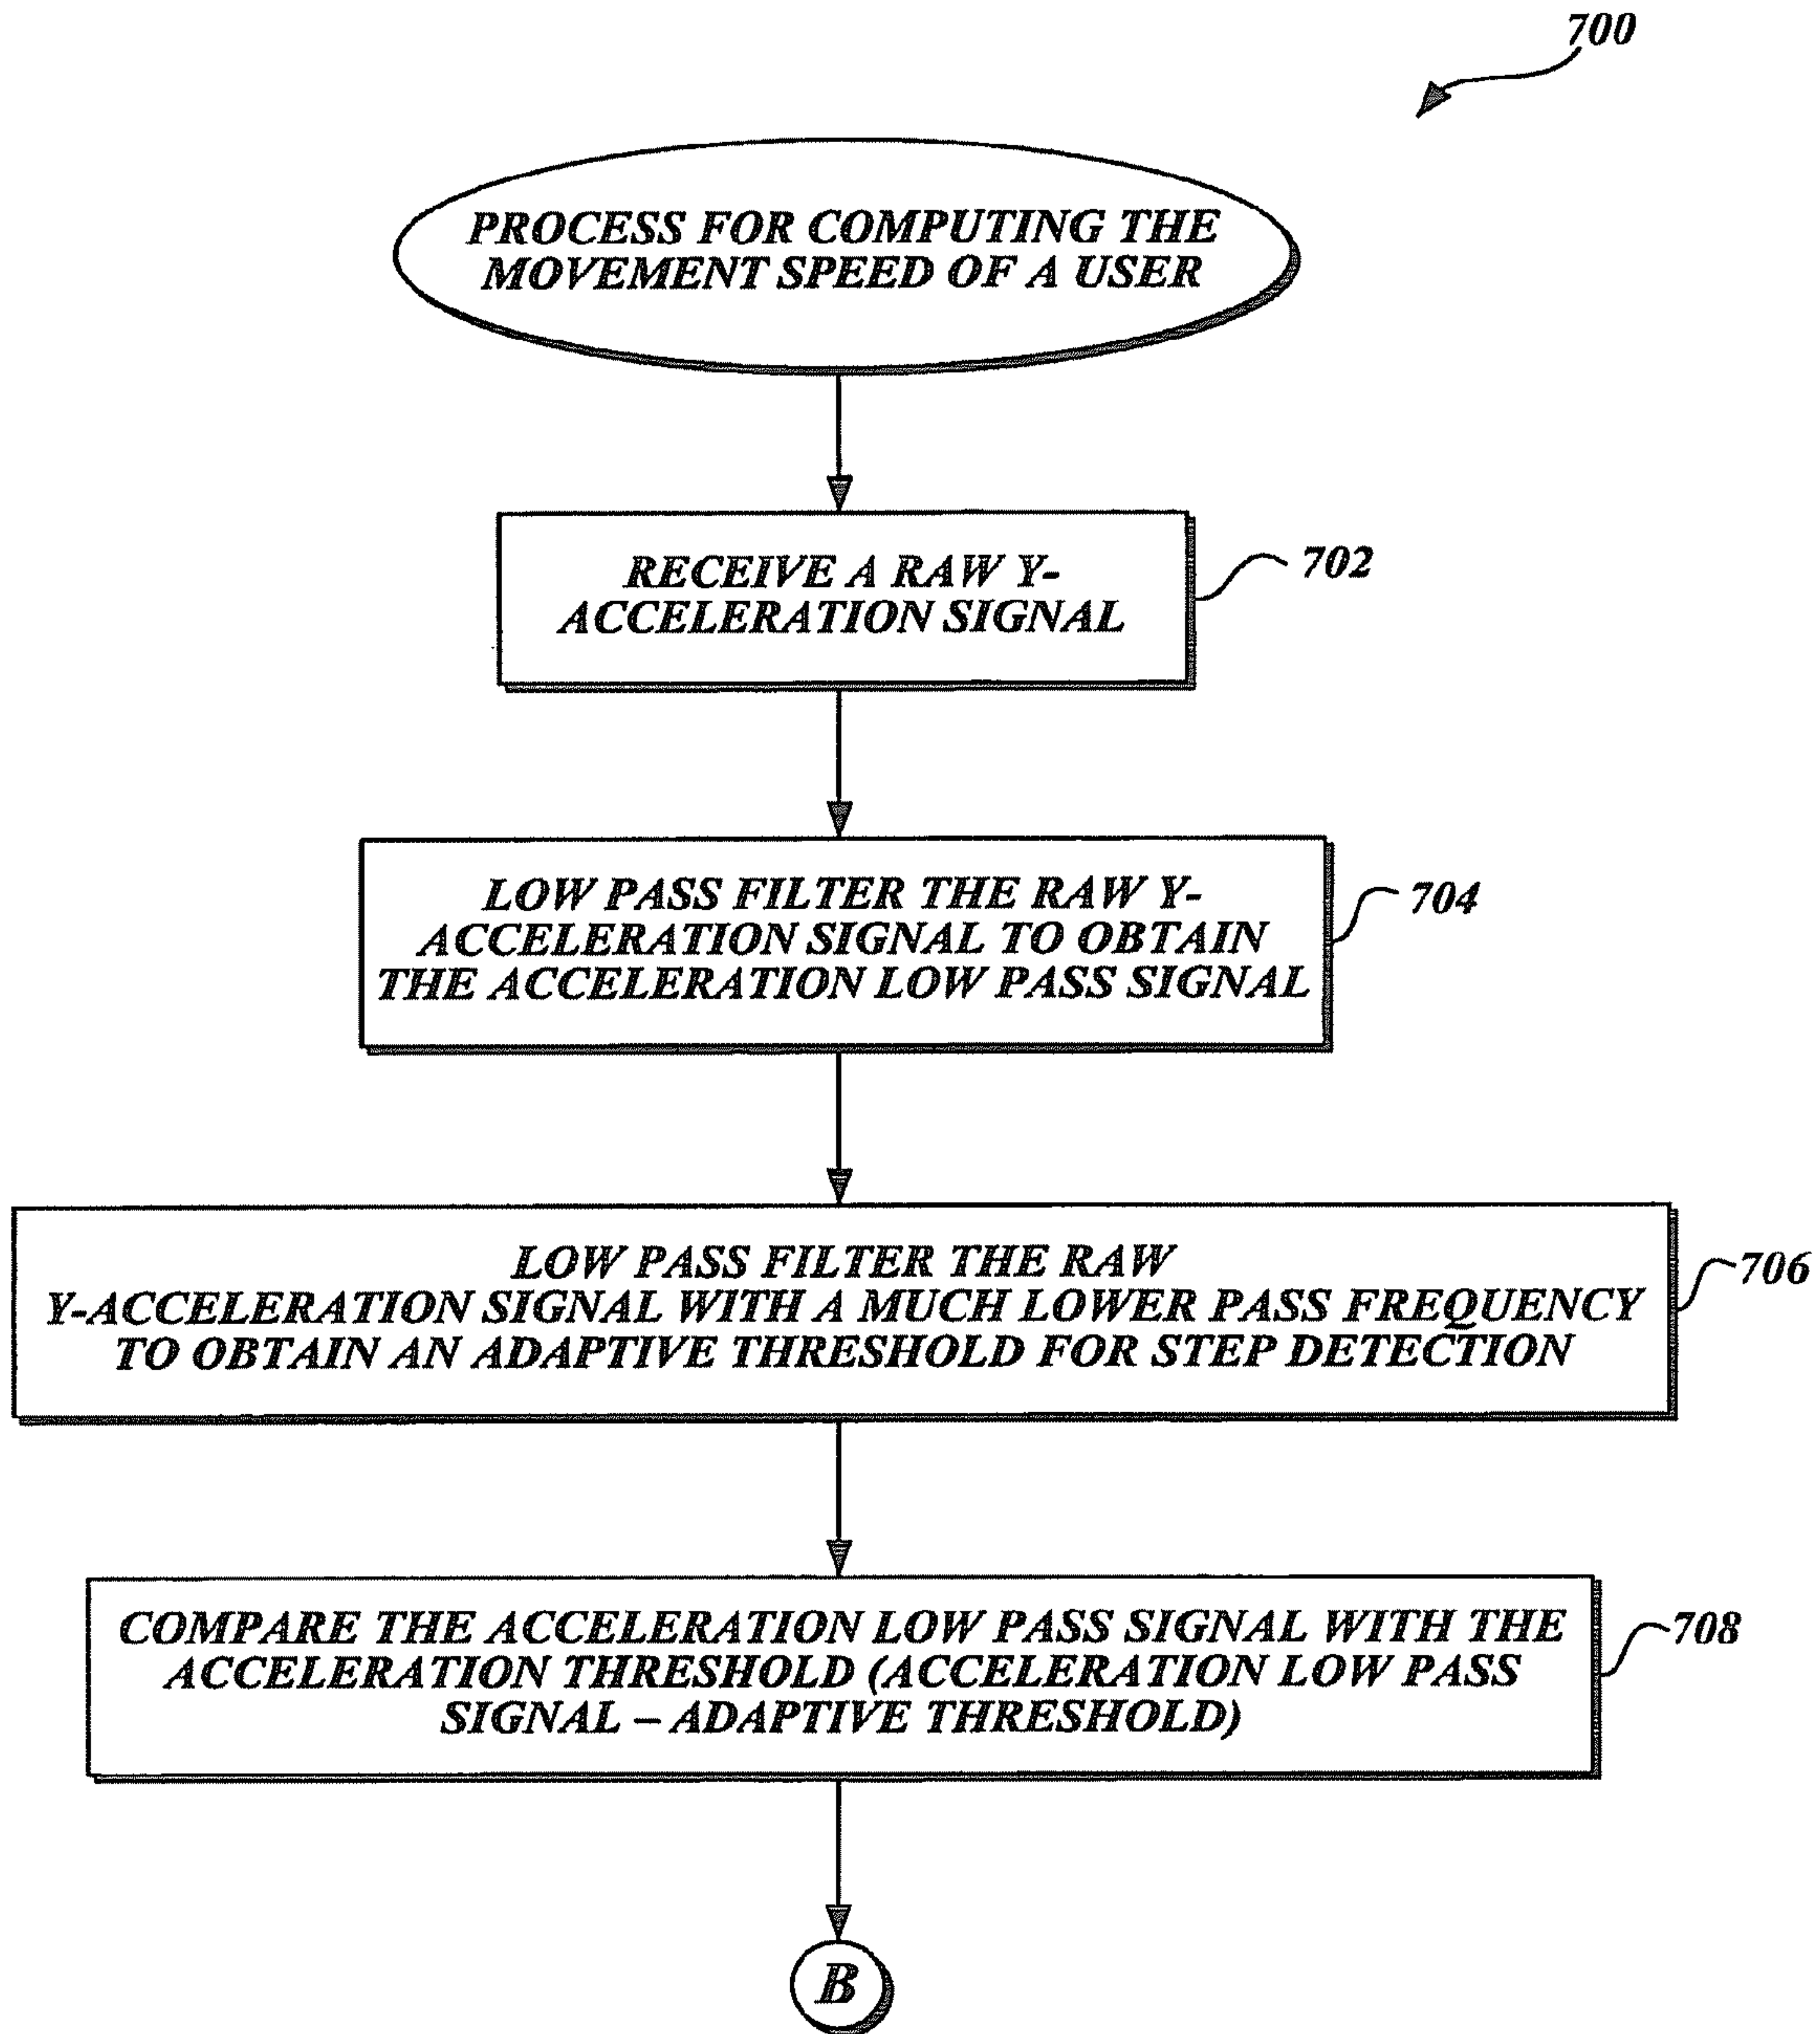 700
PROCESS FOR COMPUTING THE
MOVEMENT SPEED OF A USER
RECEIVE A RAW Y-
ACCELERATION SIGNAL
702
LOW PASS FILTER THE RAW Y-
ACCELERATION SIGNAL TO OBTAIN
THE ACCELERATION LOW PASS SIGNAL
704
LOW PASS FILTER THE RAW
Y-ACCELERATION SIGNAL WITH A MUCH LOWER PASS FREQUENCY
TO OBTAIN AN ADAPTIVE THRESHOLD FOR STEP DETECTION
706
COMPARE THE ACCELERATION LOW PASS SIGNAL WITH THE
ACCELERATION THRESHOLD (ACCELERATION LOW PASS
SIGNAL – ADAPTIVE THRESHOLD)
708
B